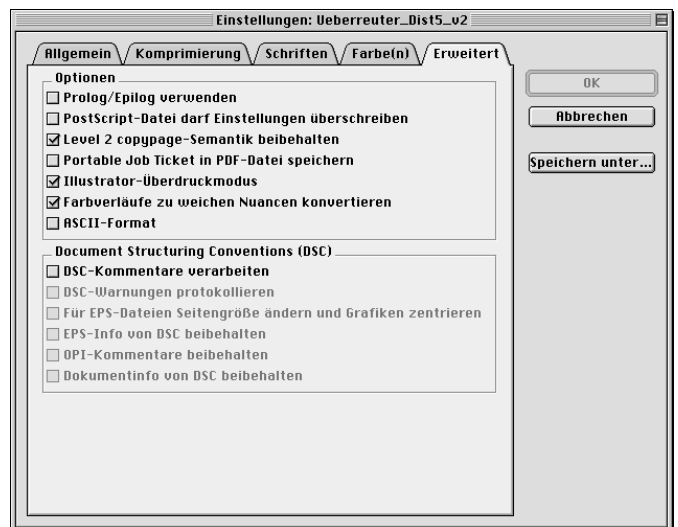 Einstellungen: Ueberreuter_Dist5_v2
Allgemein Komprimierung Schriften Farbe(n) Erweitert
Optionen
Prolog/Epilog verwenden
PostScript-Datei darf Einstellungen überschreiben
Level 2 copypage-Semantik beibehalten
Portable Job Ticket in PDF-Datei speichern
Illustrator-Überdruckmodus
Farbverläufe zu weichen Nuancen konvertieren
ASCII-Format
Document Structuring Conventions (DSC)
DSC-Kommentare verarbeiten
DSC-Warnungen protokollieren
Für EPS-Dateien Seitengröße ändern und Grafiken zentrieren
EPS-Info von DSC beibehalten
OPI-Kommentare beibehalten
Dokumentinfo von DSC beibehalten
OK
Abbrechen
Speichern unter...